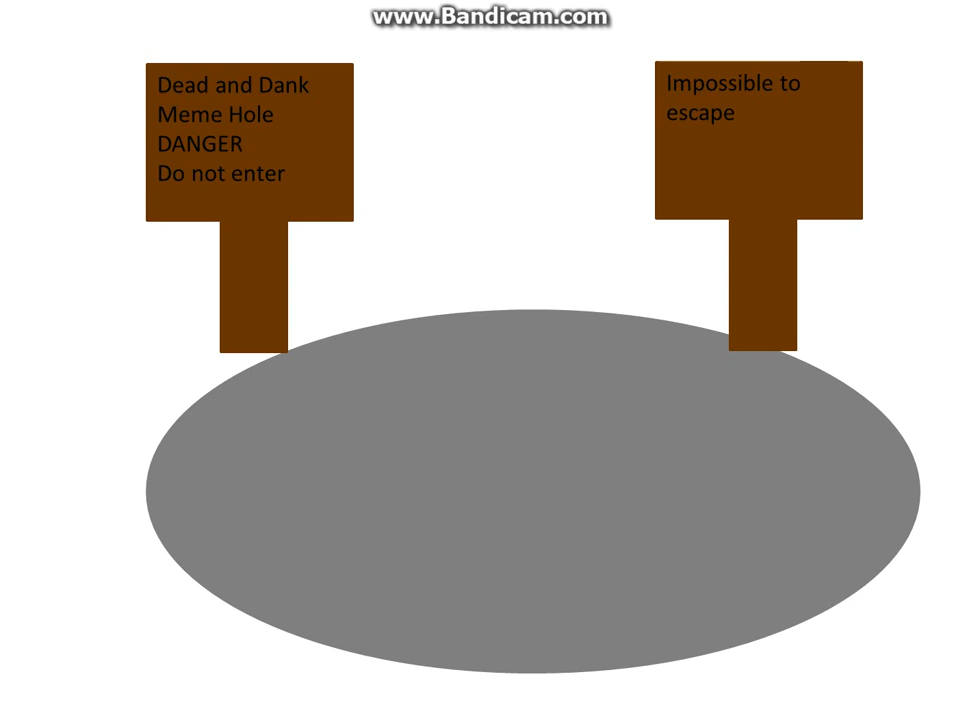 www.Bandicam.com
Dead and Dank
Meme Hole
DANGER
Do not enter
Impossible to
escape